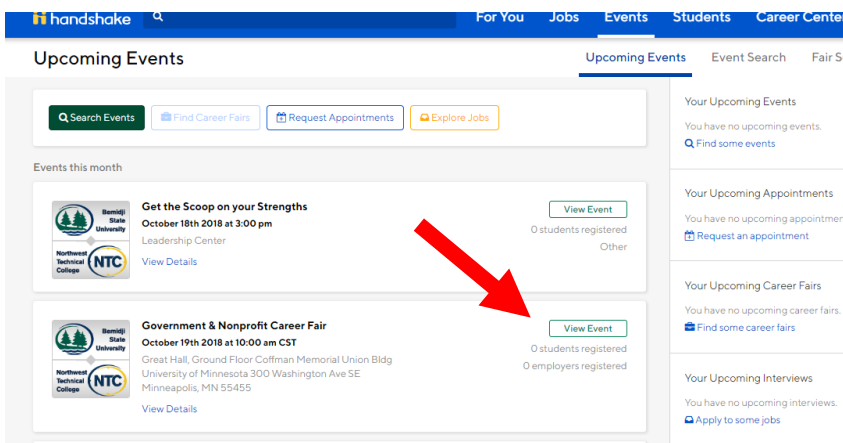 handshake
For You Jobs Events Students Career Center
Upcoming Events
Upcoming Events Event Search Fair S
Search Events Find Career Fairs Request Appointments Explore Jobs
Events this month
Bemidji
State
University
Northwest
Technical
College
NTC
Get the Scoop on your Strengths
October 18th 2018 at 3:00 pm
Leadership Center
View Details
View Event
0 students registered
Other
Bemidji
State
University
Northwest
Technical
College
NTC
Government & Nonprofit Career Fair
October 19th 2018 at 10:00 am CST
Great Hall, Ground Floor Coffman Memorial Union Bldg
University of Minnesota 300 Washington Ave SE
Minneapolis, MN 55455
View Details
View Event
0 students registered
0 employers registered
Your Upcoming Events
You have no upcoming events.
Find some events
Your Upcoming Appointments
You have no upcoming appointmen
Request an appointment
Your Upcoming Career Fairs
You have no upcoming career fairs.
Find some career fairs
Your Upcoming Interviews
You have no upcoming interviews.
Apply to some jobs